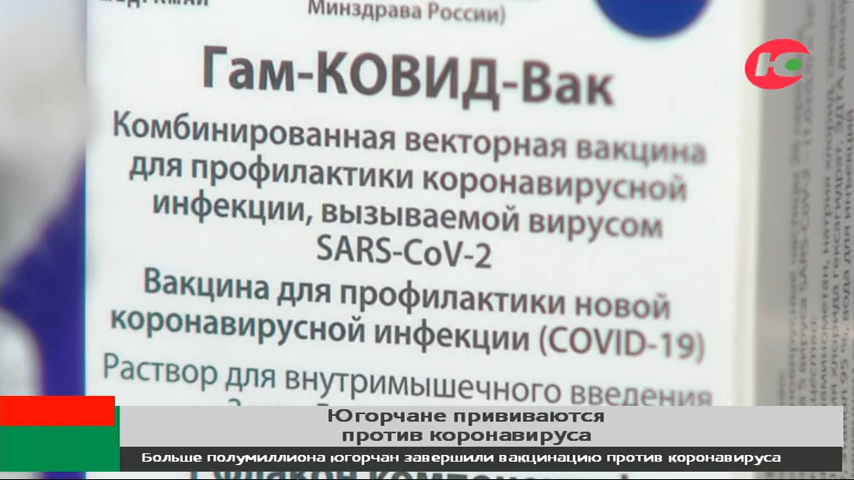 Минздрава России)
Ю
Гам-КОВИД-Вак
Комбинированная векторная вакцина
для профилактики коронавирусной
инфекции, вызываемой вирусом
SARS-CoV-2
Вакцина для профилактики новой
коронавирусной инфекции (COVID-19)
Раствор для внутримышечного введения
Югорчане прививаются
против коронавируса
Больше полумиллиона югорчан завершили вакцинацию против коронавируса